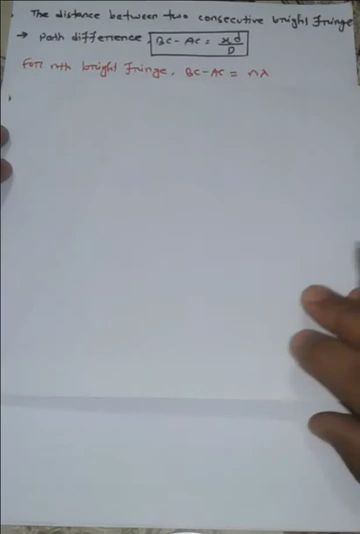 . The distance between two consecutive bright Fringe
→ Path difference, BC - AC = xd/D
For nth bright Fringe, BC - AC = nλ